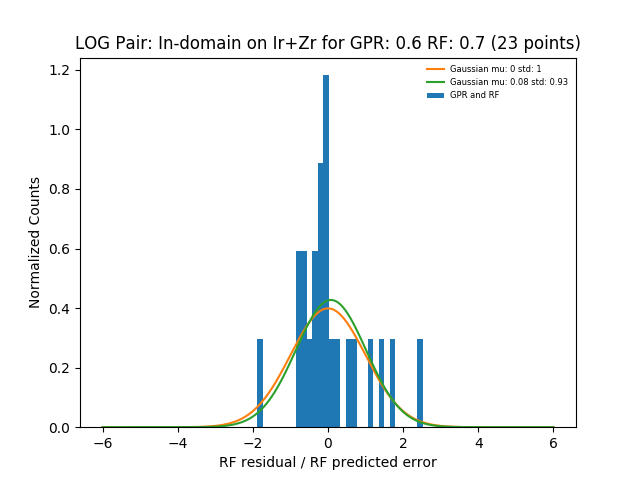 LOG Pair: In-domain on Ir+Zr for GPR: 0.6 RF: 0.7 (23 points)
Gaussian mu: 0 std: 1
Gaussian mu: 0.08 std: 0.93
GPR and RF
Normalized Counts
1.2
1.0
0.8
0.6
0.4
0.2
0.0
−6 −4 −2 0 2 4 6
RF residual / RF predicted error